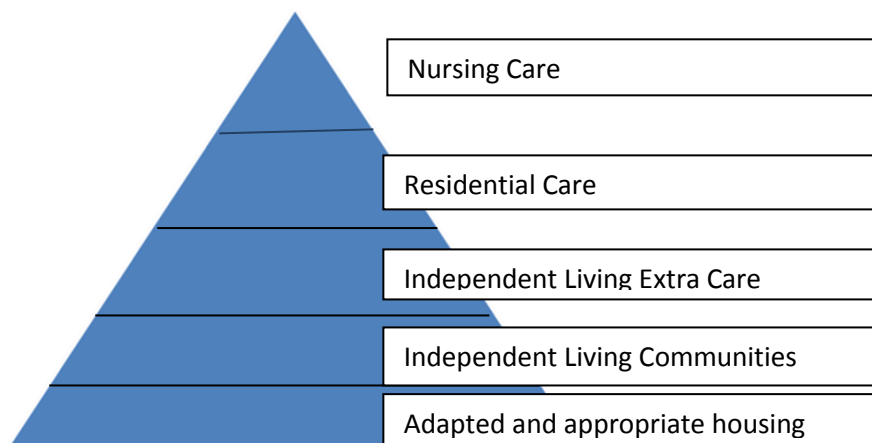 Nursing Care
Residential Care
Independent Living Extra Care
Independent Living Communities
Adapted and appropriate housing